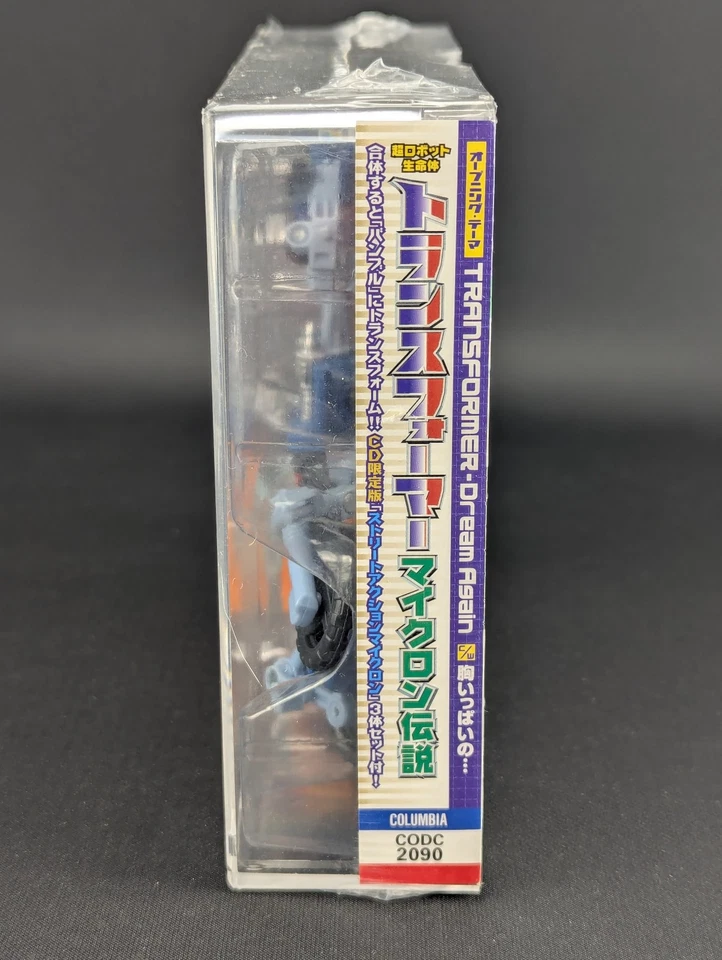 オープニング・テーマ TRANSFORMER・Dream Again C/W 胸いっぱいの…
超ロボット
生命体
トランスフォーマー マイクロン伝説
合体すると「バンブル」にトランスフォーム!! CD限定版「ストリートアクションマイクロン」3体セット付!
COLUMBIA
CODC
2090